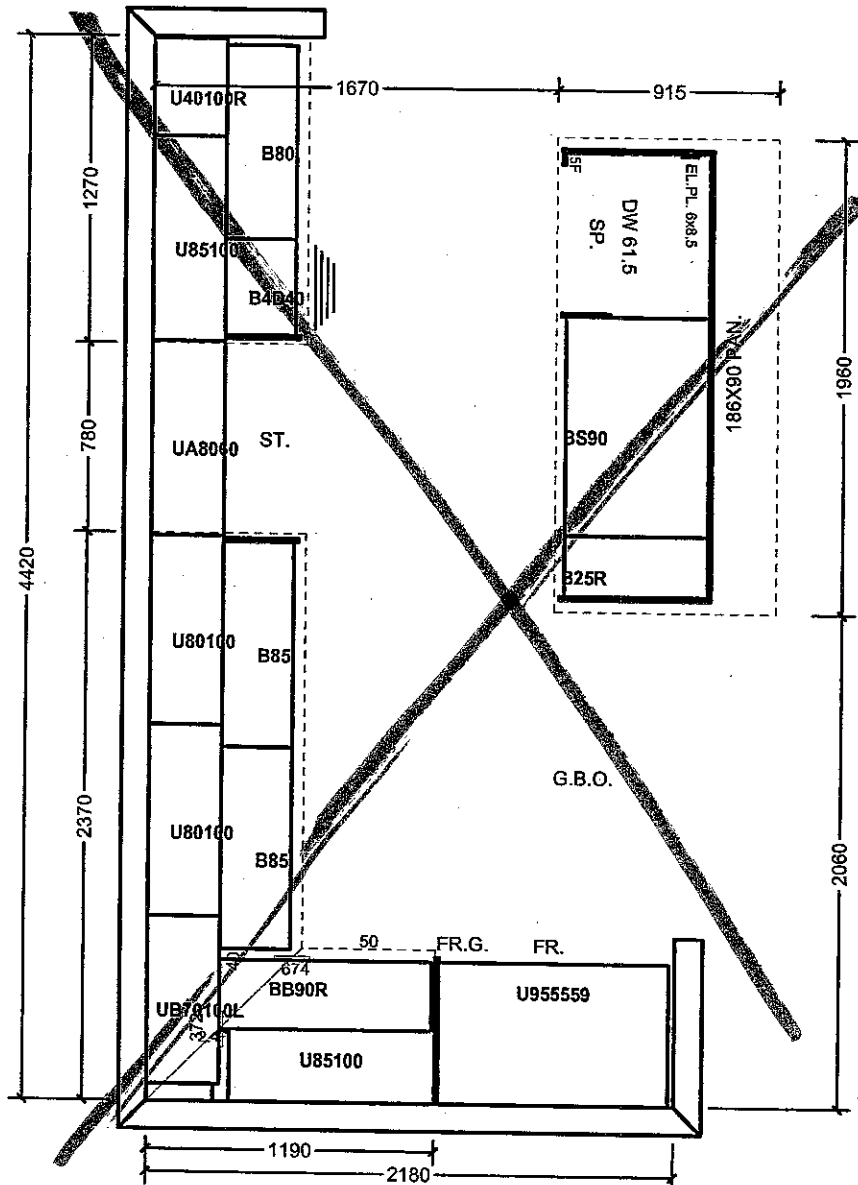 1670
915
U40100R
B80
U85100
B4D40
1270
4420
780
UA8060
ST.
5F
EL.PL. 6x8,5
DW 61,5
SP.
186X90 PAN.
BS90
B25R
1960
U80100
B85
U80100
B85
2370
G.B.O.
2060
50
FR.G.
FR.
674
BB90R
U955559
UB70100L
372
U85100
1190
2180